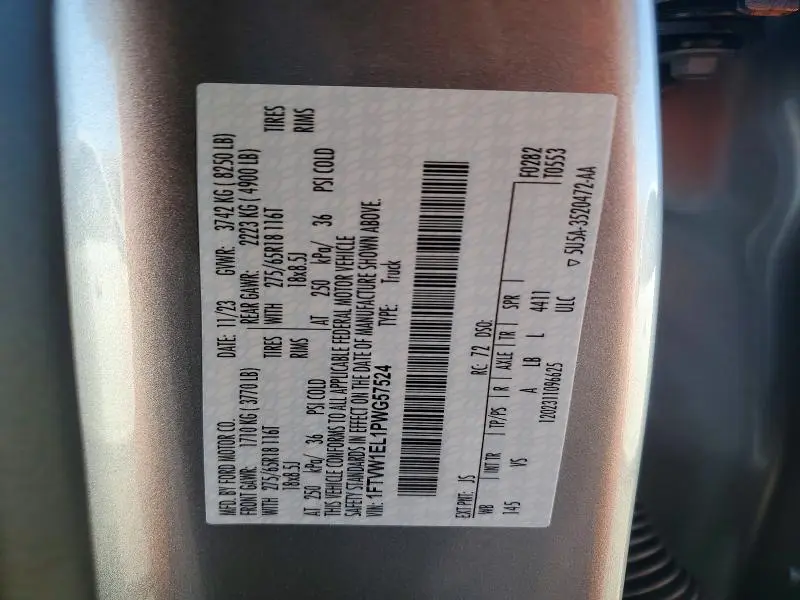 MFD. BY FORD MOTOR CO.
DATE: 11/23 GVWR: 3742 KG ( 8250 LB)
FRONT GAWR: 1710 KG ( 3770 LB) REAR GAWR: 2223 KG ( 4900 LB)
WITH 275/65R18 116T TIRES WITH 275/65R18 116T TIRES
18x8.5J RIMS 18x8.5J RIMS
AT 250 kPa/ 36 PSI COLD AT 250 kPa/ 36 PSI COLD
THIS VEHICLE CONFORMS TO ALL APPLICABLE FEDERAL MOTOR VEHICLE
SAFETY STANDARDS IN EFFECT ON THE DATE OF MANUFACTURE SHOWN ABOVE.
VIN: 1FTVW1EL1PWG57524 TYPE: Truck
F0282
T0553
EXT PNT: JS RC: 72 DSO:
WB INT TR TP/PS R AXLE TR SPR
145 VS A LB L 4411
1202311096625 ULC
▽ 5U5A-3520472-AA